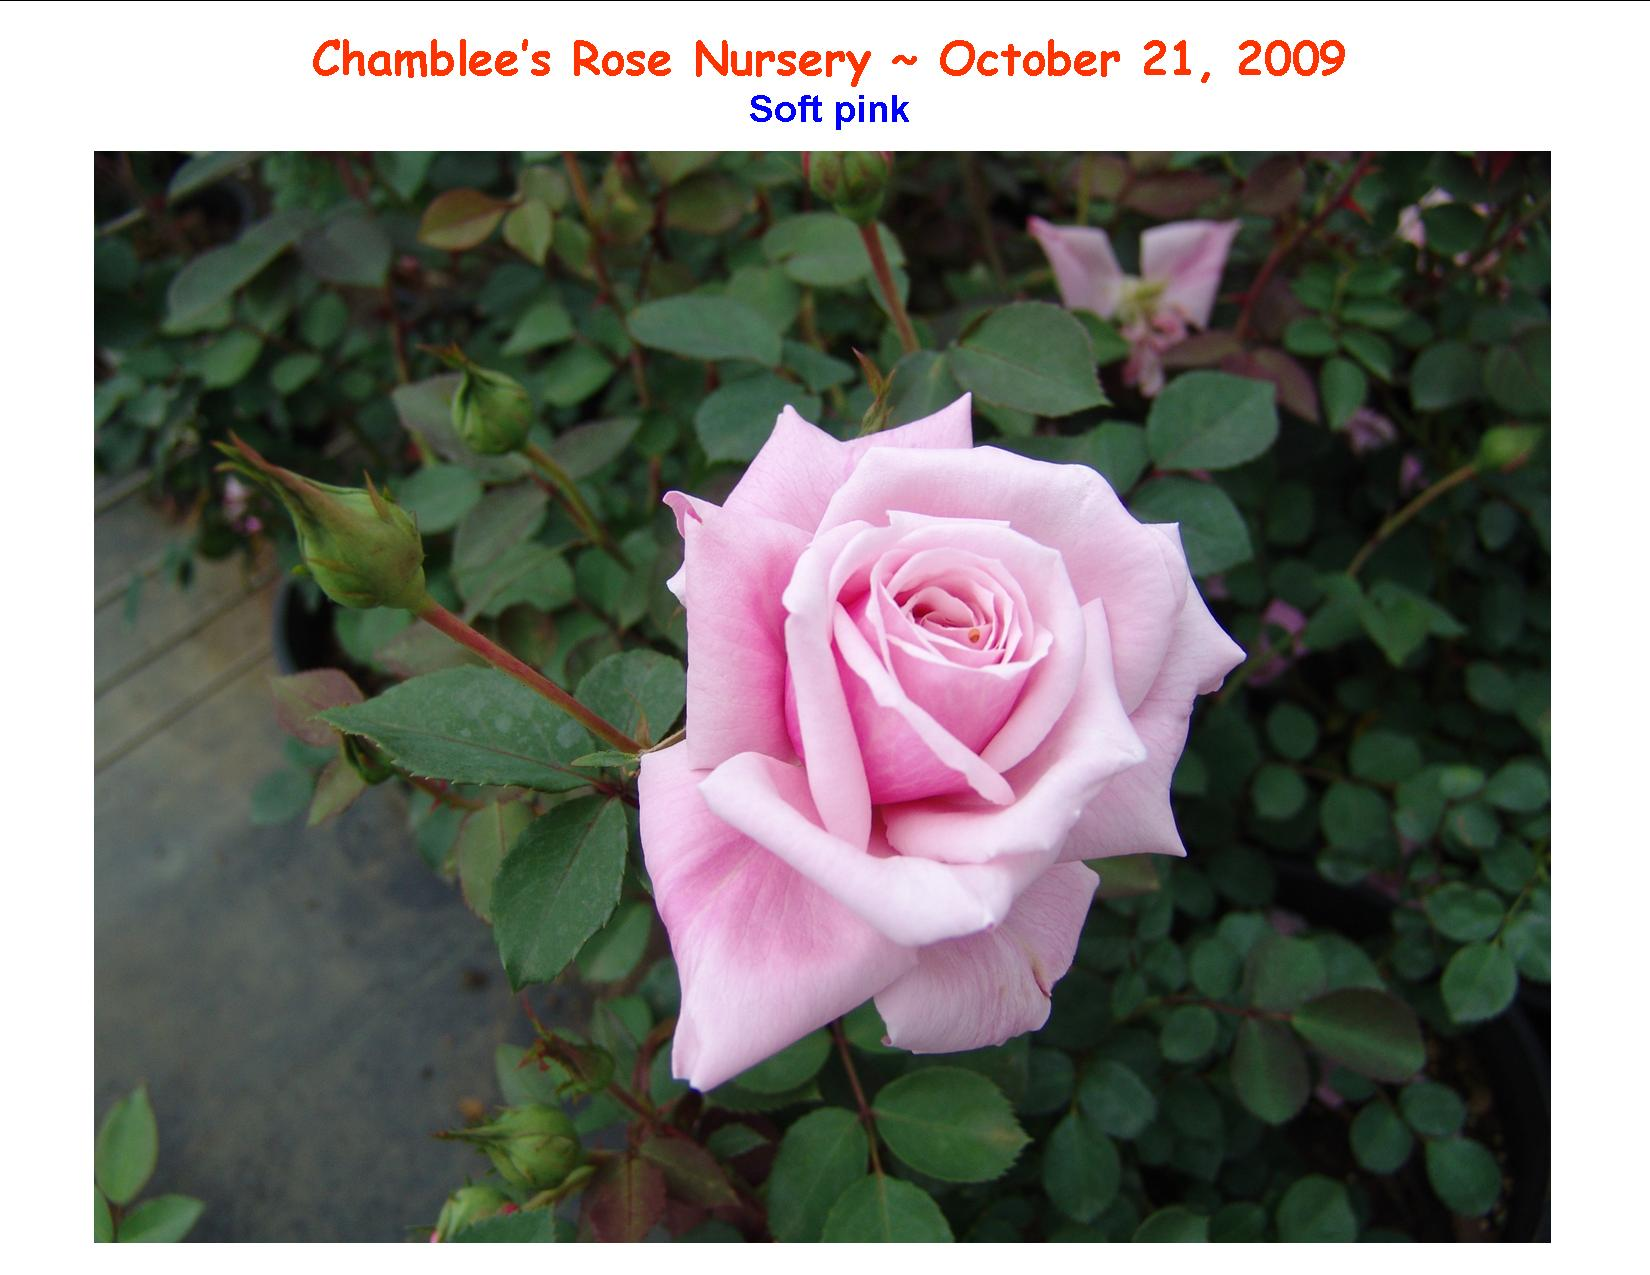 Chamblee's Rose Nursery ~ October 21, 2009
Soft pink